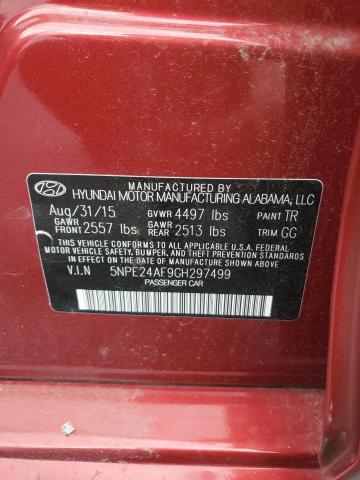 MANUFACTURED BY
HYUNDAI MOTOR MANUFACTURING ALABAMA, LLC
Aug/31/15 GVWR 4497 lbs PAINT TR
GAWR FRONT 2557 lbs GAWR REAR 2513 lbs TRIM GG
THIS VEHICLE CONFORMS TO ALL APPLICABLE U.S. FEDERAL
MOTOR VEHICLE SAFETY, BUMPER, AND THEFT PREVENTION
STANDARDS IN EFFECT ON THE DATE OF MANUFACTURE SHOWN ABOVE.
V.I.N 5NPE24AF9GH297499
PASSENGER CAR